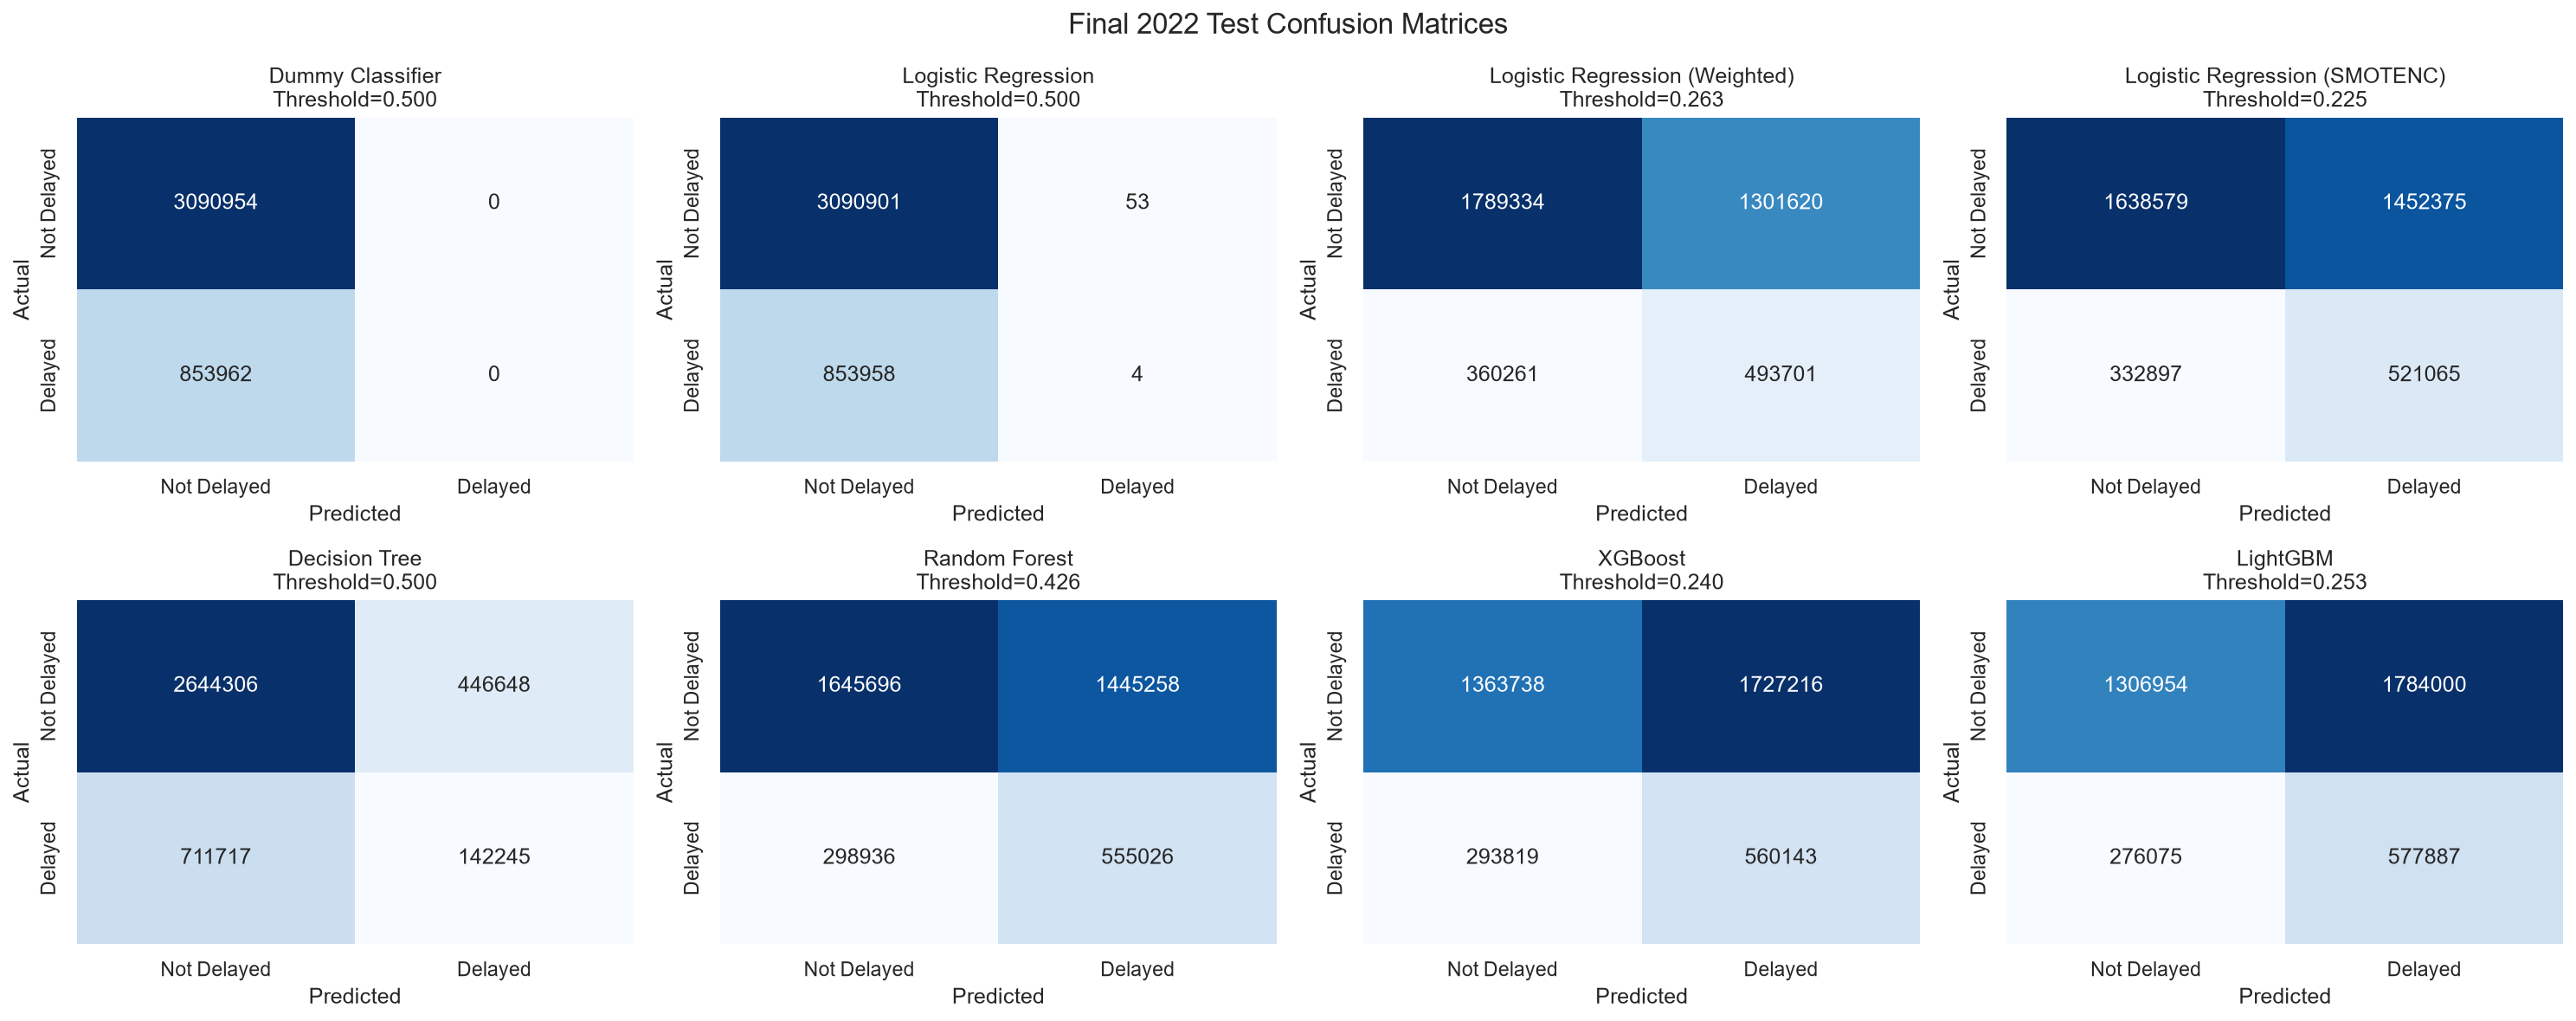 Final 2022 Test Confusion Matrices
Dummy Classifier
Threshold=0.500
Not Delayed
3090954
0
Actual
Delayed
853962
0
Not Delayed
Delayed
Predicted
Logistic Regression
Threshold=0.500
Not Delayed
3090901
53
Actual
Delayed
853958
4
Not Delayed
Delayed
Predicted
Logistic Regression (Weighted)
Threshold=0.263
Not Delayed
1789334
1301620
Actual
Delayed
360261
493701
Not Delayed
Delayed
Predicted
Logistic Regression (SMOTENC)
Threshold=0.225
Not Delayed
1638579
1452375
Actual
Delayed
332897
521065
Not Delayed
Delayed
Predicted
Decision Tree
Threshold=0.500
Not Delayed
2644306
446648
Actual
Delayed
711717
142245
Not Delayed
Delayed
Predicted
Random Forest
Threshold=0.426
Not Delayed
1645696
1445258
Actual
Delayed
298936
555026
Not Delayed
Delayed
Predicted
XGBoost
Threshold=0.240
Not Delayed
1363738
1727216
Actual
Delayed
293819
560143
Not Delayed
Delayed
Predicted
LightGBM
Threshold=0.253
Not Delayed
1306954
1784000
Actual
Delayed
276075
577887
Not Delayed
Delayed
Predicted